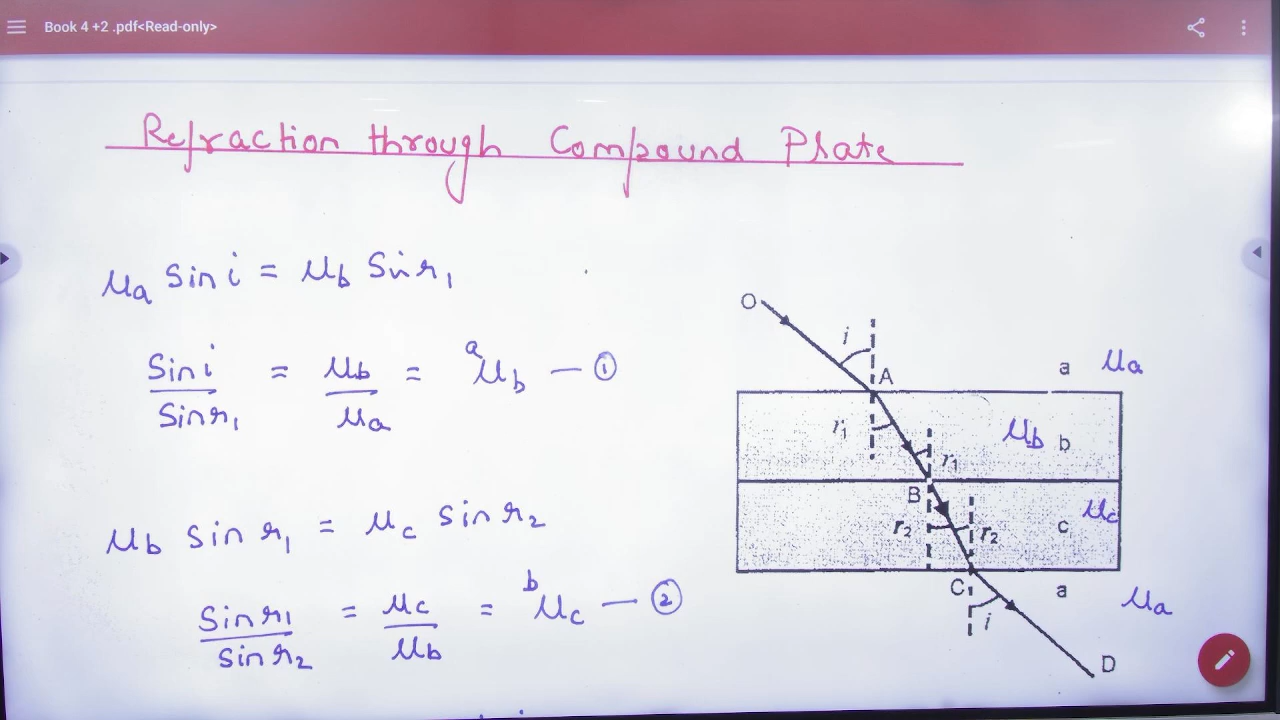 Book 4 +2 .pdf<Read-only>
Refraction through Compound Plate
μa sin i = μb sin r₁
sin i / sin r₁ = μb / μa = ᵃμb — ①
μb sin r₁ = μc sin r₂
sin r₁ / sin r₂ = μc / μb = ᵇμc — ②
O
i
A
a μa
r₁
μb b
r₁
B
μc
r₂
r₂
c
C
a
μa
i
D